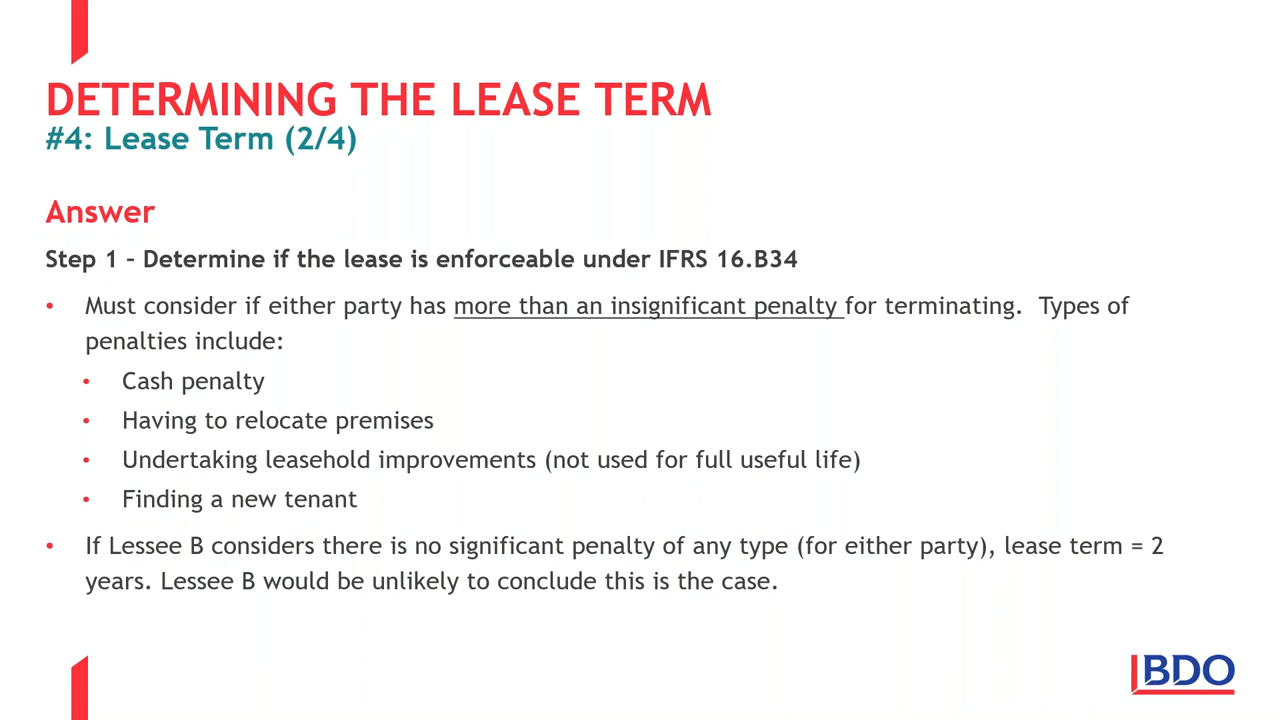 DETERMINING THE LEASE TERM
#4: Lease Term (2/4)
Answer
Step 1 – Determine if the lease is enforceable under IFRS 16.B34
• Must consider if either party has more than an insignificant penalty for terminating.  Types of
penalties include:
• Cash penalty
• Having to relocate premises
• Undertaking leasehold improvements (not used for full useful life)
• Finding a new tenant
• If Lessee B considers there is no significant penalty of any type (for either party), lease term = 2
years. Lessee B would be unlikely to conclude this is the case.
BDO